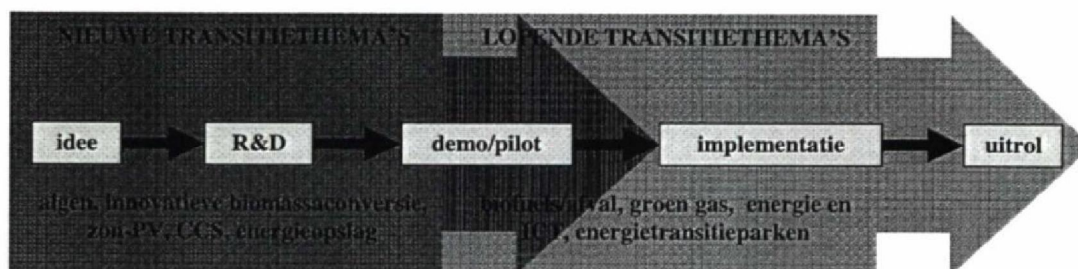 NIEUWE TRANSITIETHEMA'S LOPENDE TRANSITIETHEMA'S
idee R&D demo/pilot implementatie uitrol
algen, innovatieve biomassaconversie, biofuels/afval, groen gas, energie en
zon-PV, CCS, energieopslag ICT, energietransitieparken